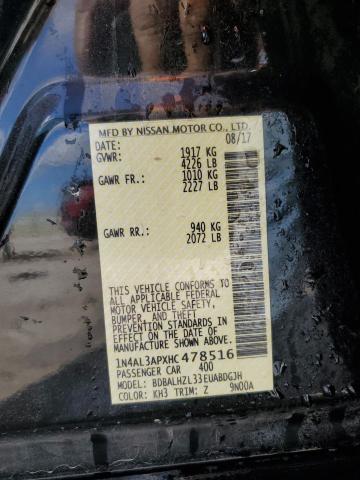 MFD BY NISSAN MOTOR CO., LTD.
DATE: 08/17
GVWR: 1917 KG
4226 LB
GAWR FR.: 1010 KG
2227 LB
GAWR RR.: 940 KG
2072 LB
THIS VEHICLE CONFORMS TO
ALL APPLICABLE FEDERAL
MOTOR VEHICLE SAFETY,
BUMPER, AND THEFT
PREVENTION STANDARDS IN
EFFECT ON THE DATE OF
MANUFACTURE SHOWN ABOVE.
1N4AL3APXHC478516
PASSENGER CAR 400
MODEL: BDBALHZL33EUABDGJH
COLOR: KH3 TRIM: Z 9N00A